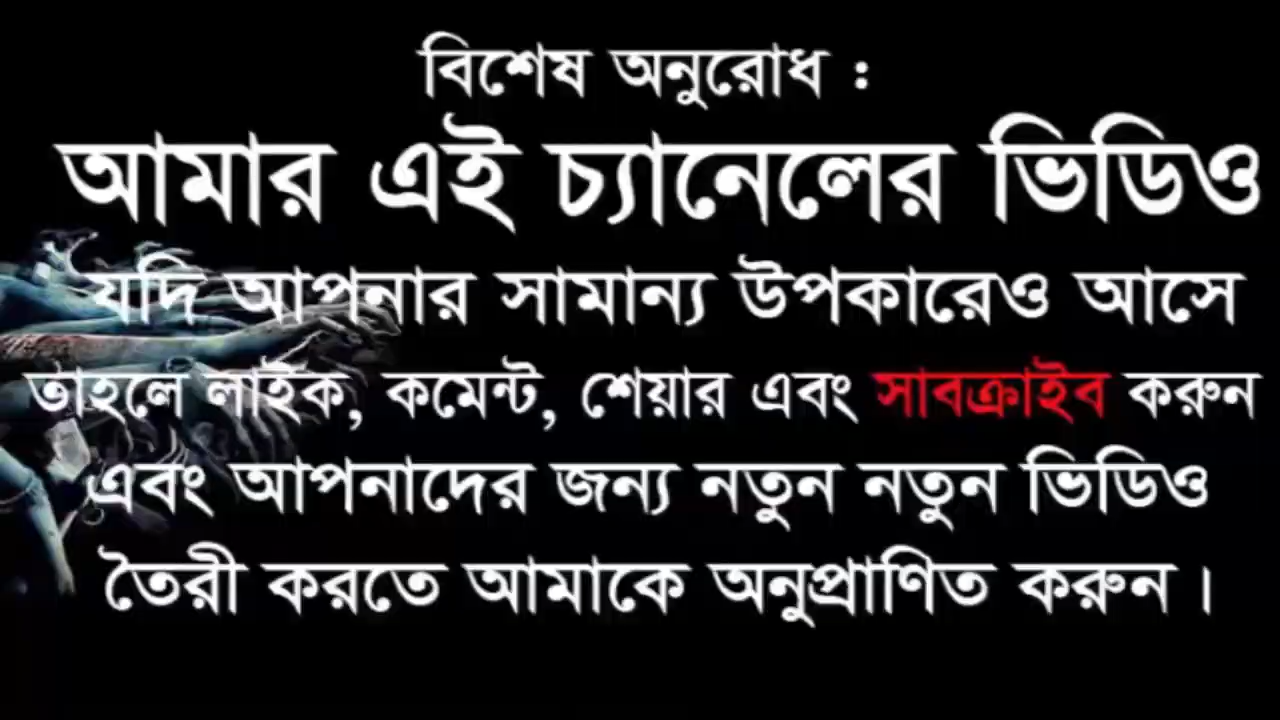 বিশেষ অনুরোধ :
আমার এই চ্যানেলের ভিডিও
যদি আপনার সামান্য উপকারেও আসে
তাহলে লাইক, কমেন্ট, শেয়ার এবং সাবক্রাইব করুন
এবং আপনাদের জন্য নতুন নতুন ভিডিও
তৈরী করতে আমাকে অনুপ্রাণিত করুন ।